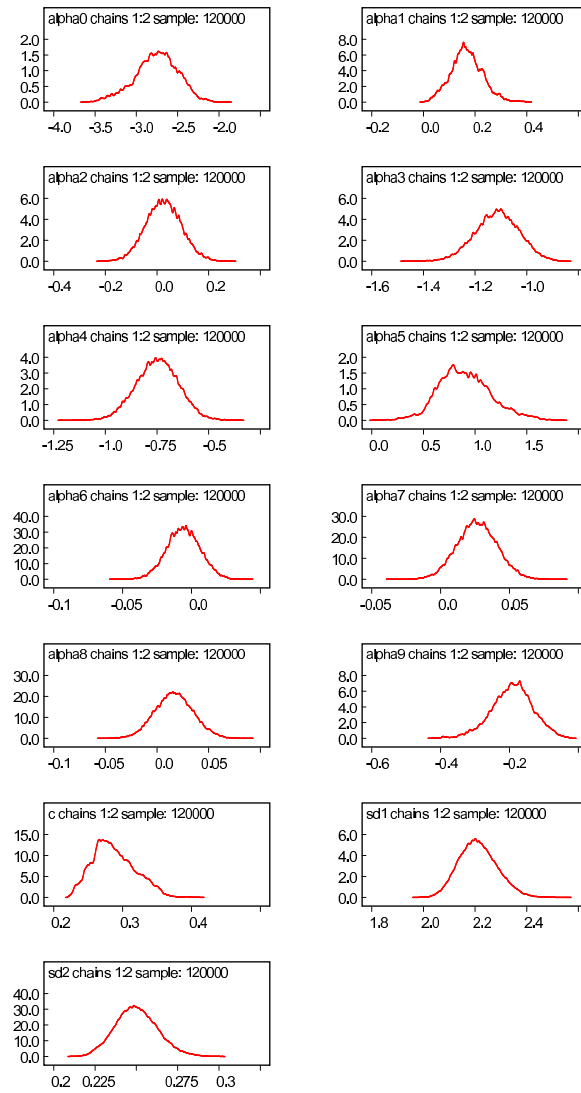 alpha0 chains 1:2 sample: 120000
2.0
1.5
1.0
0.5
0.0
-4.0 -3.5 -3.0 -2.5 -2.0
alpha1 chains 1:2 sample: 120000
8.0
6.0
4.0
2.0
0.0
-0.2 0.0 0.2 0.4
alpha2 chains 1:2 sample: 120000
6.0
4.0
2.0
0.0
-0.4 -0.2 0.0 0.2
alpha3 chains 1:2 sample: 120000
6.0
4.0
2.0
0.0
-1.6 -1.4 -1.2 -1.0
alpha4 chains 1:2 sample: 120000
4.0
3.0
2.0
1.0
0.0
-1.25 -1.0 -0.75 -0.5
alpha5 chains 1:2 sample: 120000
2.0
1.5
1.0
0.5
0.0
0.0 0.5 1.0 1.5
alpha6 chains 1:2 sample: 120000
40.0
30.0
20.0
10.0
0.0
-0.1 -0.05 0.0
alpha7 chains 1:2 sample: 120000
30.0
20.0
10.0
0.0
-0.05 0.0 0.05
alpha8 chains 1:2 sample: 120000
30.0
20.0
10.0
0.0
-0.1 -0.05 0.0 0.05
alpha9 chains 1:2 sample: 120000
8.0
6.0
4.0
2.0
0.0
-0.6 -0.4 -0.2
c chains 1:2 sample: 120000
15.0
10.0
5.0
0.0
0.2 0.3 0.4
sd1 chains 1:2 sample: 120000
6.0
4.0
2.0
0.0
1.8 2.0 2.2 2.4
sd2 chains 1:2 sample: 120000
40.0
30.0
20.0
10.0
0.0
0.2 0.225 0.275 0.3